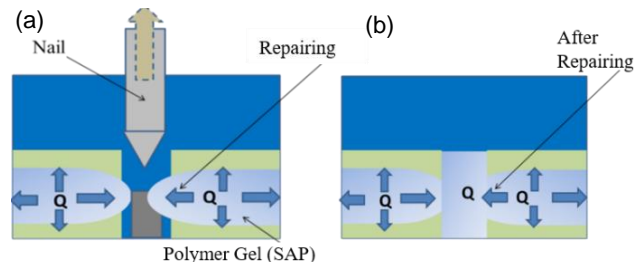 (a)
Nail
Repairing
Q
Q
Polymer Gel (SAP)
(b)
After
Repairing
Q
Q
Q